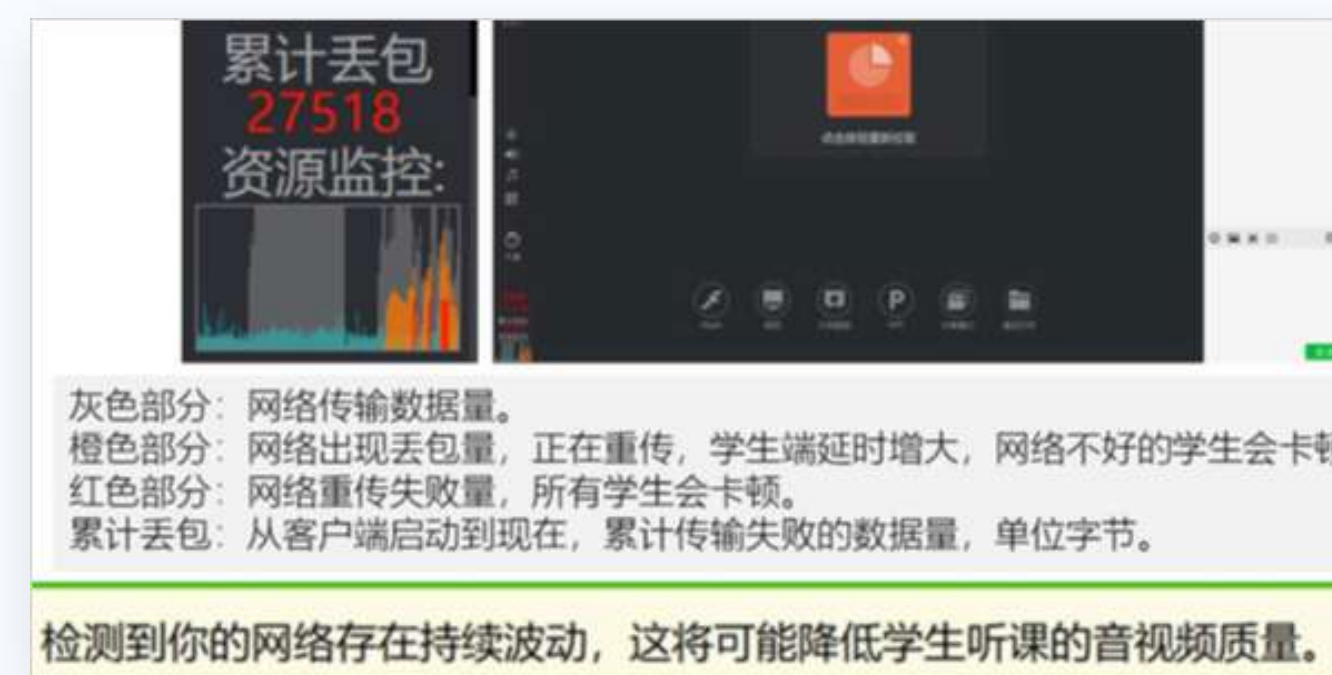 累计丢包
27518
资源监控:
P
灰色部分：网络传输数据量。
橙色部分：网络出现丢包量，正在重传，学生端延时增大，网络不好的学生会卡顿
红色部分：网络重传失败量，所有学生会卡顿。
累计丢包：从客户端启动到现在，累计传输失败的数据量，单位字节。
检测到你的网络存在持续波动，这将可能降低学生听课的音视频质量。